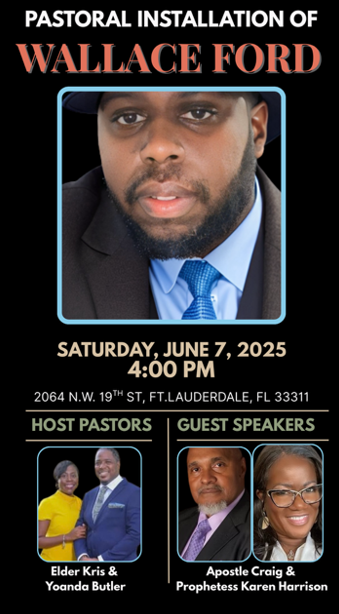 PASTORAL INSTALLATION OF
WALLACE FORD
SATURDAY, JUNE 7, 2025
4:00 PM
2064 N.W. 19TH ST, FT.LAUDERDALE, FL 33311
HOST PASTORS
Elder Kris &
Yoanda Butler
GUEST SPEAKERS
Apostle Craig &
Prophetess Karen Harrison